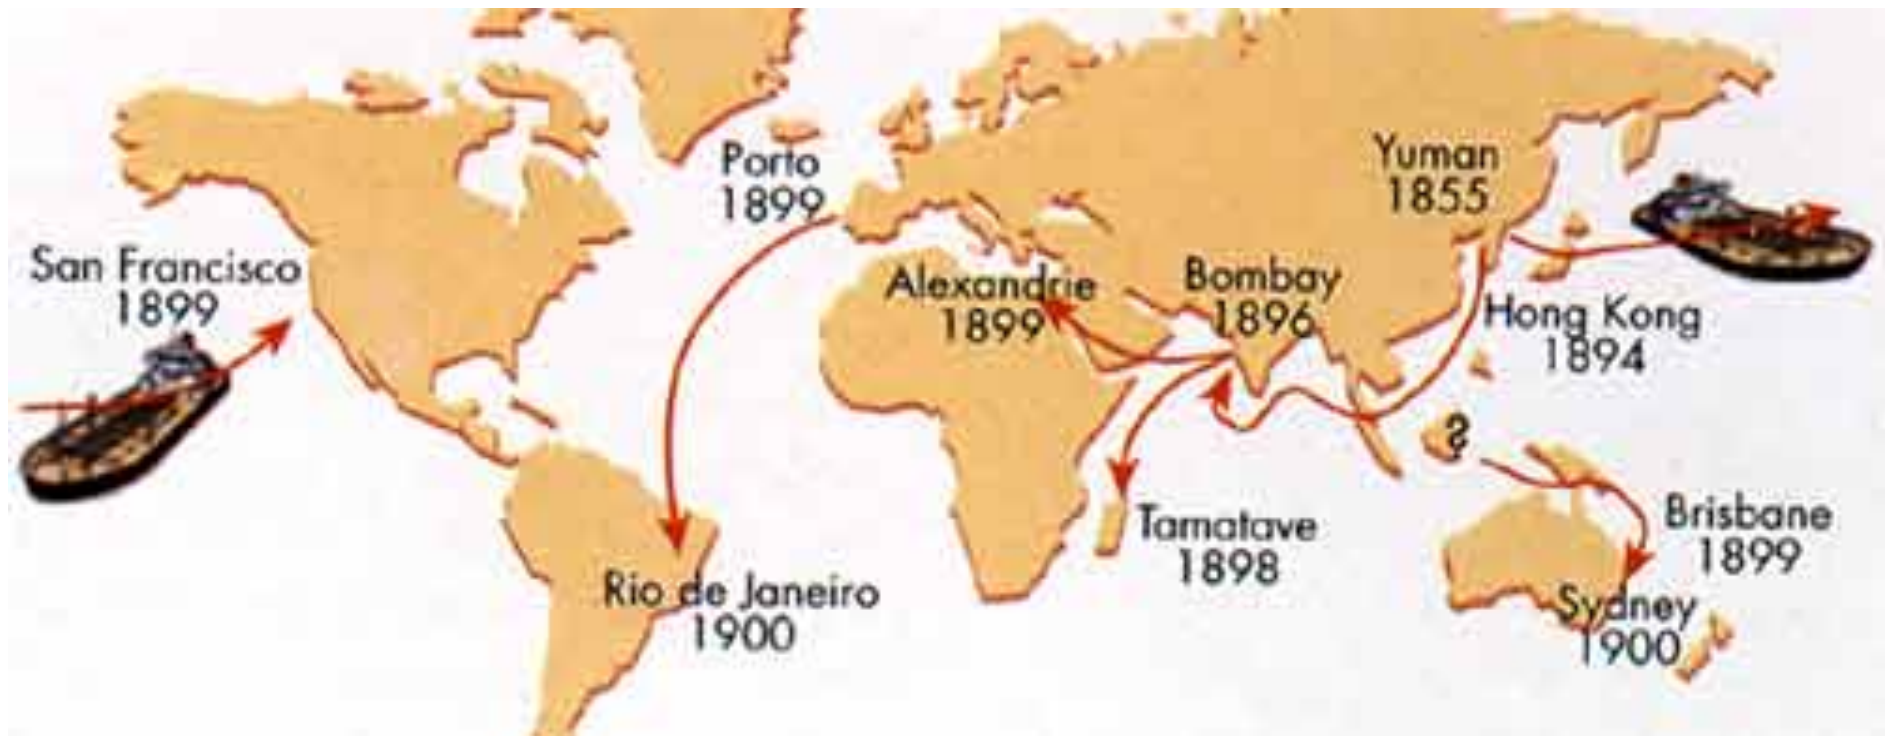 Porto
1899
Yuman
1855
San Francisco
1899
Alexandrie
1899
Bombay
1896
Hong Kong
1894
?
Tamatave
1898
Brisbane
1899
Rio de Janeiro
1900
Sydney
1900